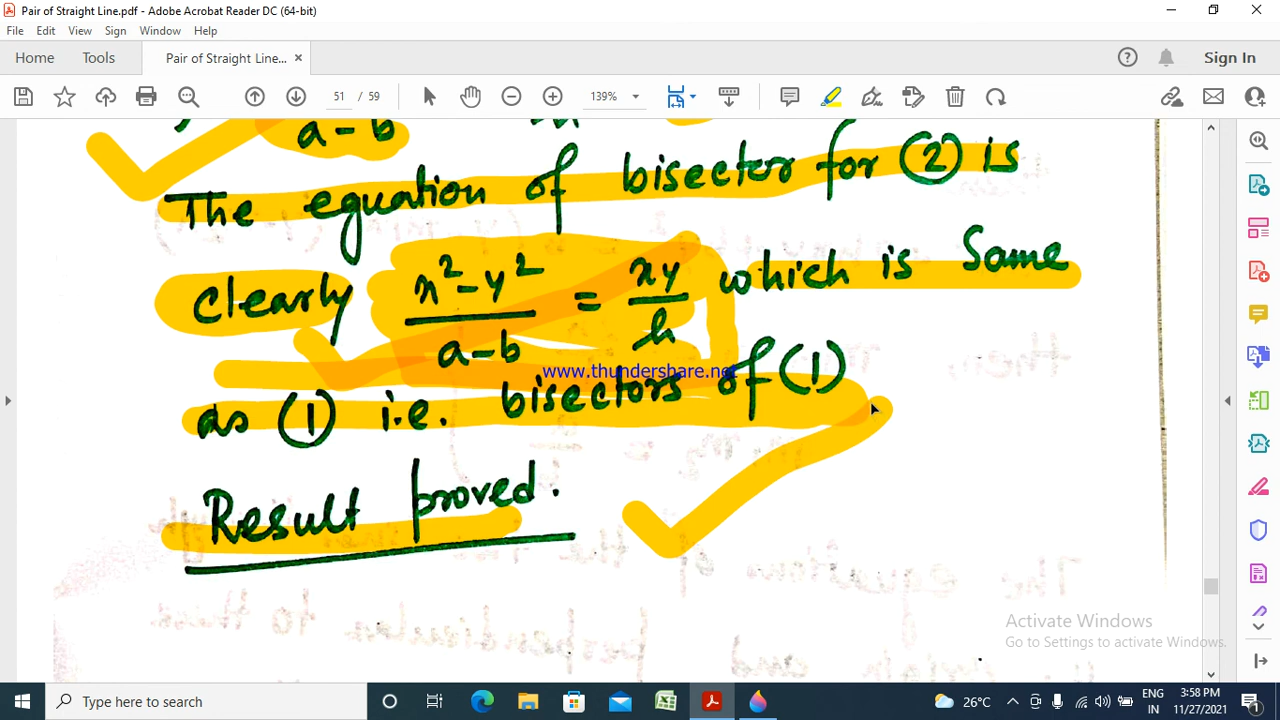 Pair of Straight Line.pdf - Adobe Acrobat Reader DC (64-bit)
File Edit View Sign Window Help
Home Tools Pair of Straight Line... × Sign In
51 / 59 139%
a-b
The equation of bisector for (2) is
clearly x²-y²/a-b = xy/h which is same
www.thundershare.net
as (1) i.e. bisectors of (1)
Result proved.
Activate Windows
Go to Settings to activate Windows.
Type here to search 26°C ENG IN 3:58 PM 11/27/2021